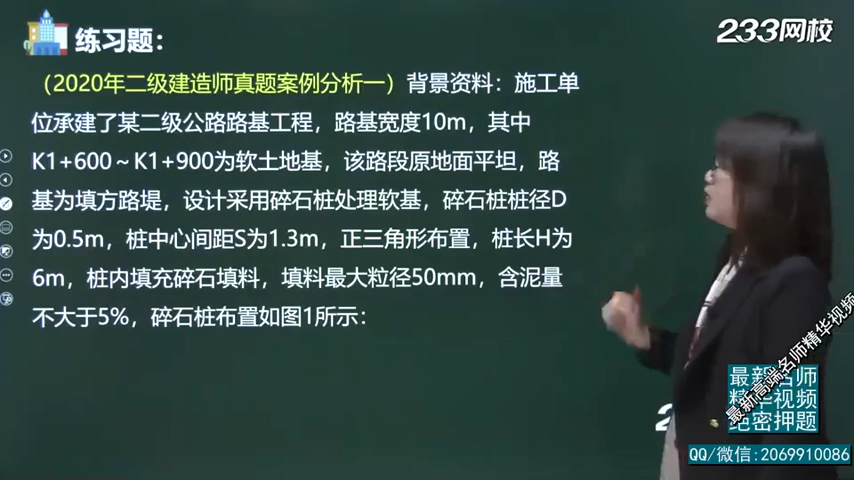 练习题：
233网校
（2020年二级建造师真题案例分析一）背景资料：施工单
位承建了某二级公路路基工程，路基宽度10m，其中
K1+600～K1+900为软土地基，该路段原地面平坦，路
基为填方路堤，设计采用碎石桩处理软基，碎石桩桩径D
为0.5m，桩中心间距S为1.3m，正三角形布置，桩长H为
6m，桩内填充碎石填料，填料最大粒径50mm，含泥量
不大于5%，碎石桩布置如图1所示：
最新高端名师精华视频
最新名师
精华视频
绝密押题
2
QQ/微信:2069910086